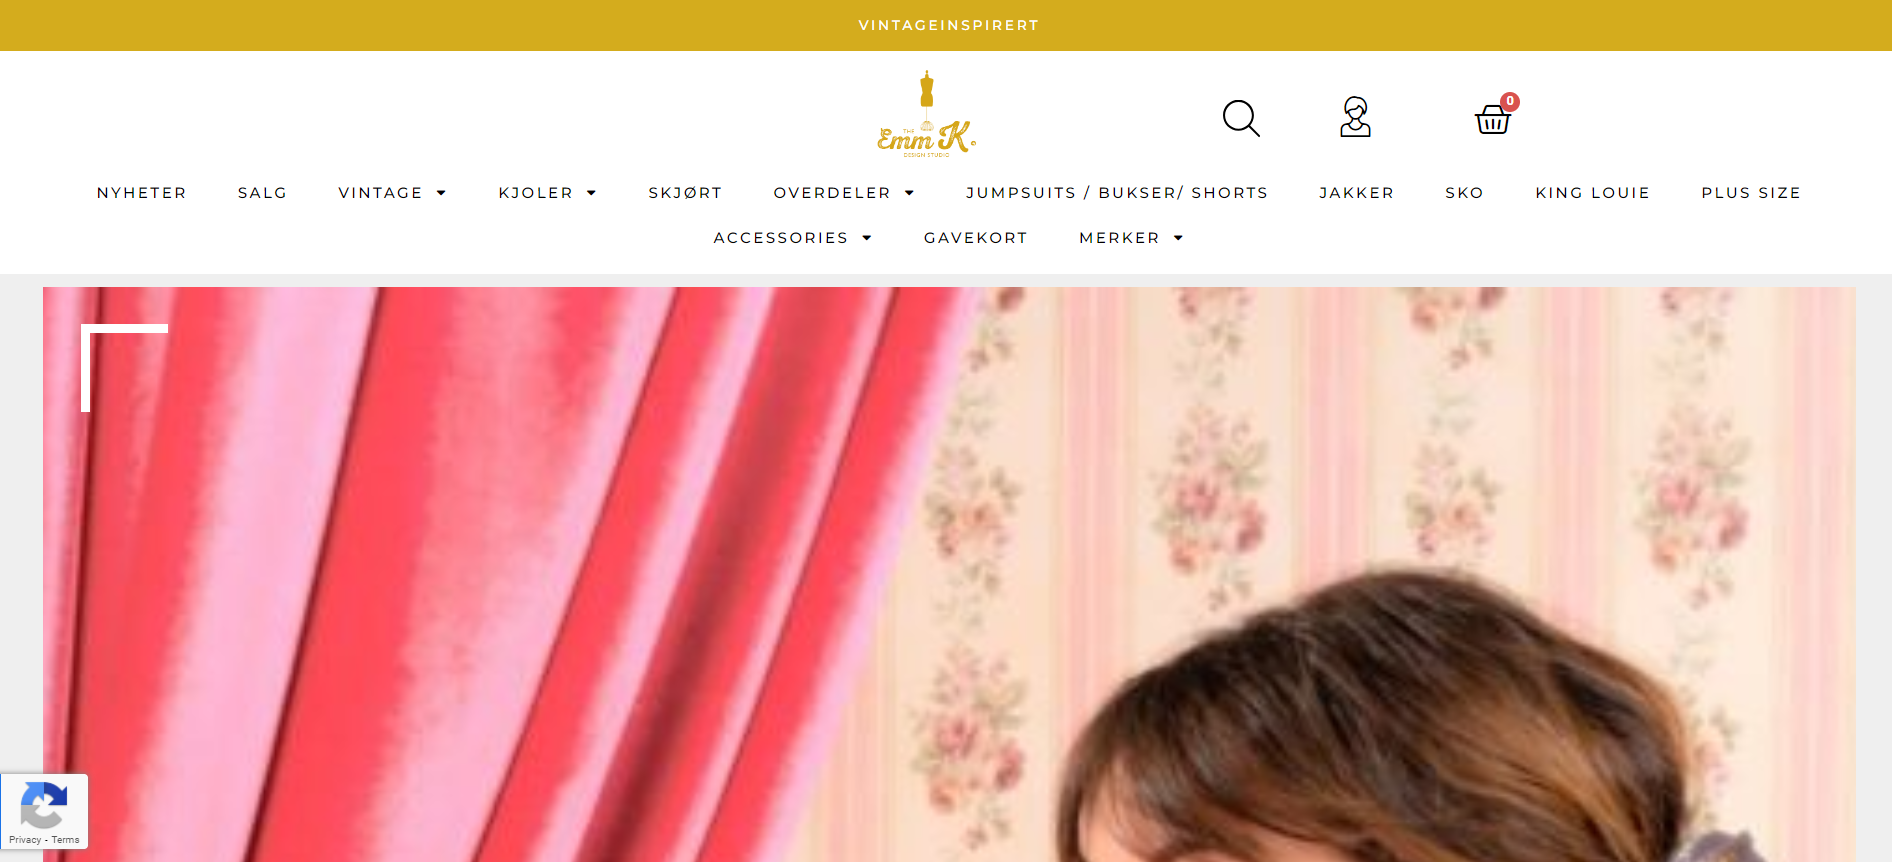 VINTAGEINSPIRERT
THE
Emm K.
DESIGN STUDIO
0
NYHETER SALG VINTAGE KJOLER SKJØRT OVERDELER JUMPSUITS / BUKSER/ SHORTS JAKKER SKO KING LOUIE PLUS SIZE
ACCESSORIES GAVEKORT MERKER
Privacy - Terms